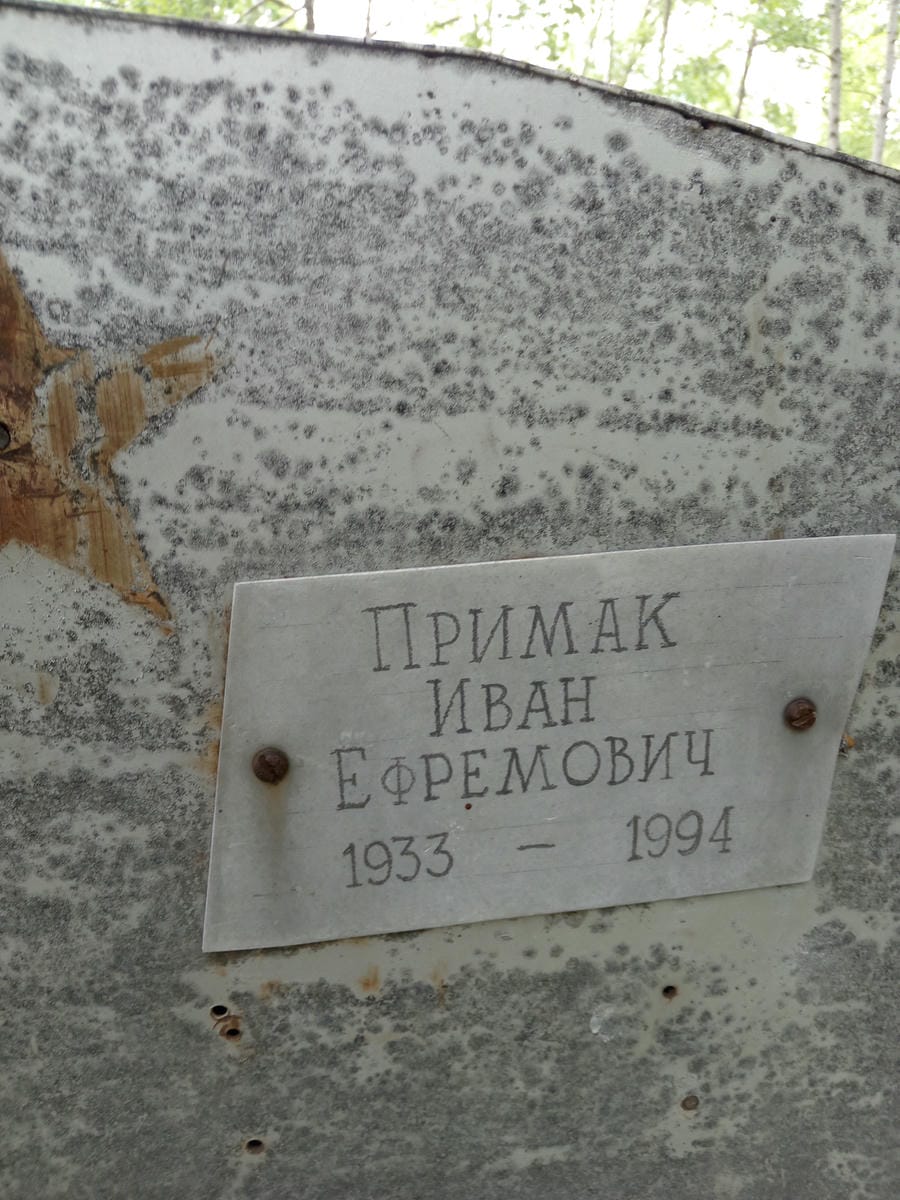 Примак
Иван
Ефремович
1933 — 1994